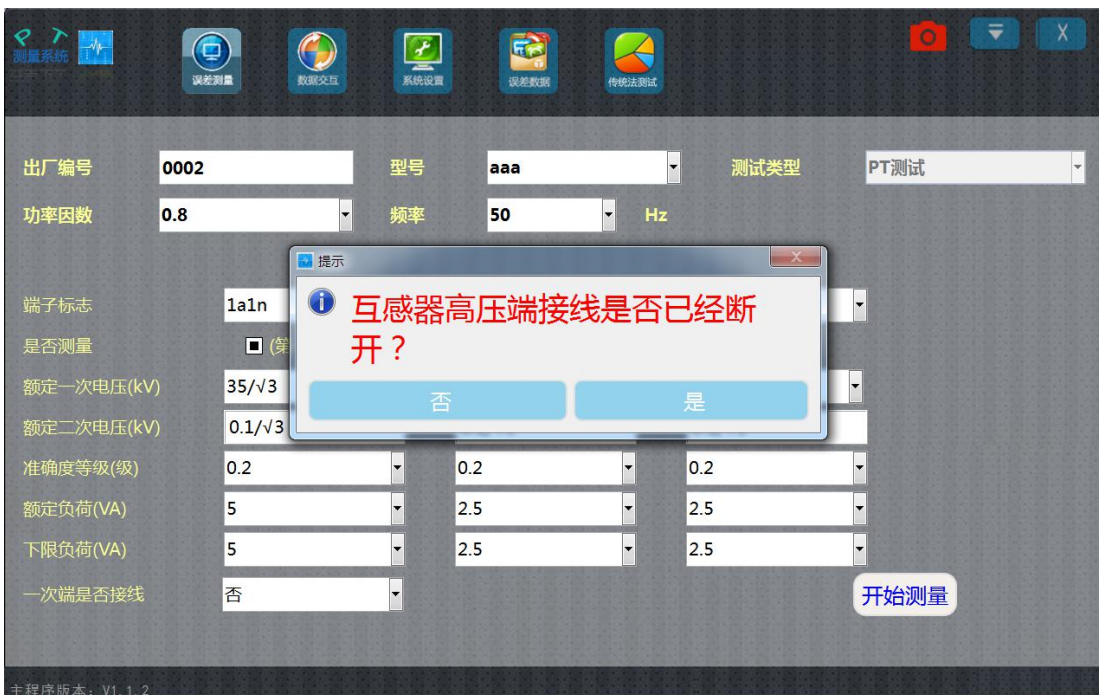 PT
测量系统
误差测量
数据交互
系统设置
误差数据
传统法测试
X
出厂编号 0002 型号 aaa 测试类型 PT测试
功率因数 0.8 频率 50 Hz
提示
互感器高压端接线是否已经断
开？
否 是
端子标志 1a1n
是否测量 (第
额定一次电压(kV) 35/√3
额定二次电压(kV) 0.1/√3
准确度等级(级) 0.2 0.2 0.2
额定负荷(VA) 5 2.5 2.5
下限负荷(VA) 5 2.5 2.5
一次端是否接线 否 开始测量
主程序版本: V1.1.2